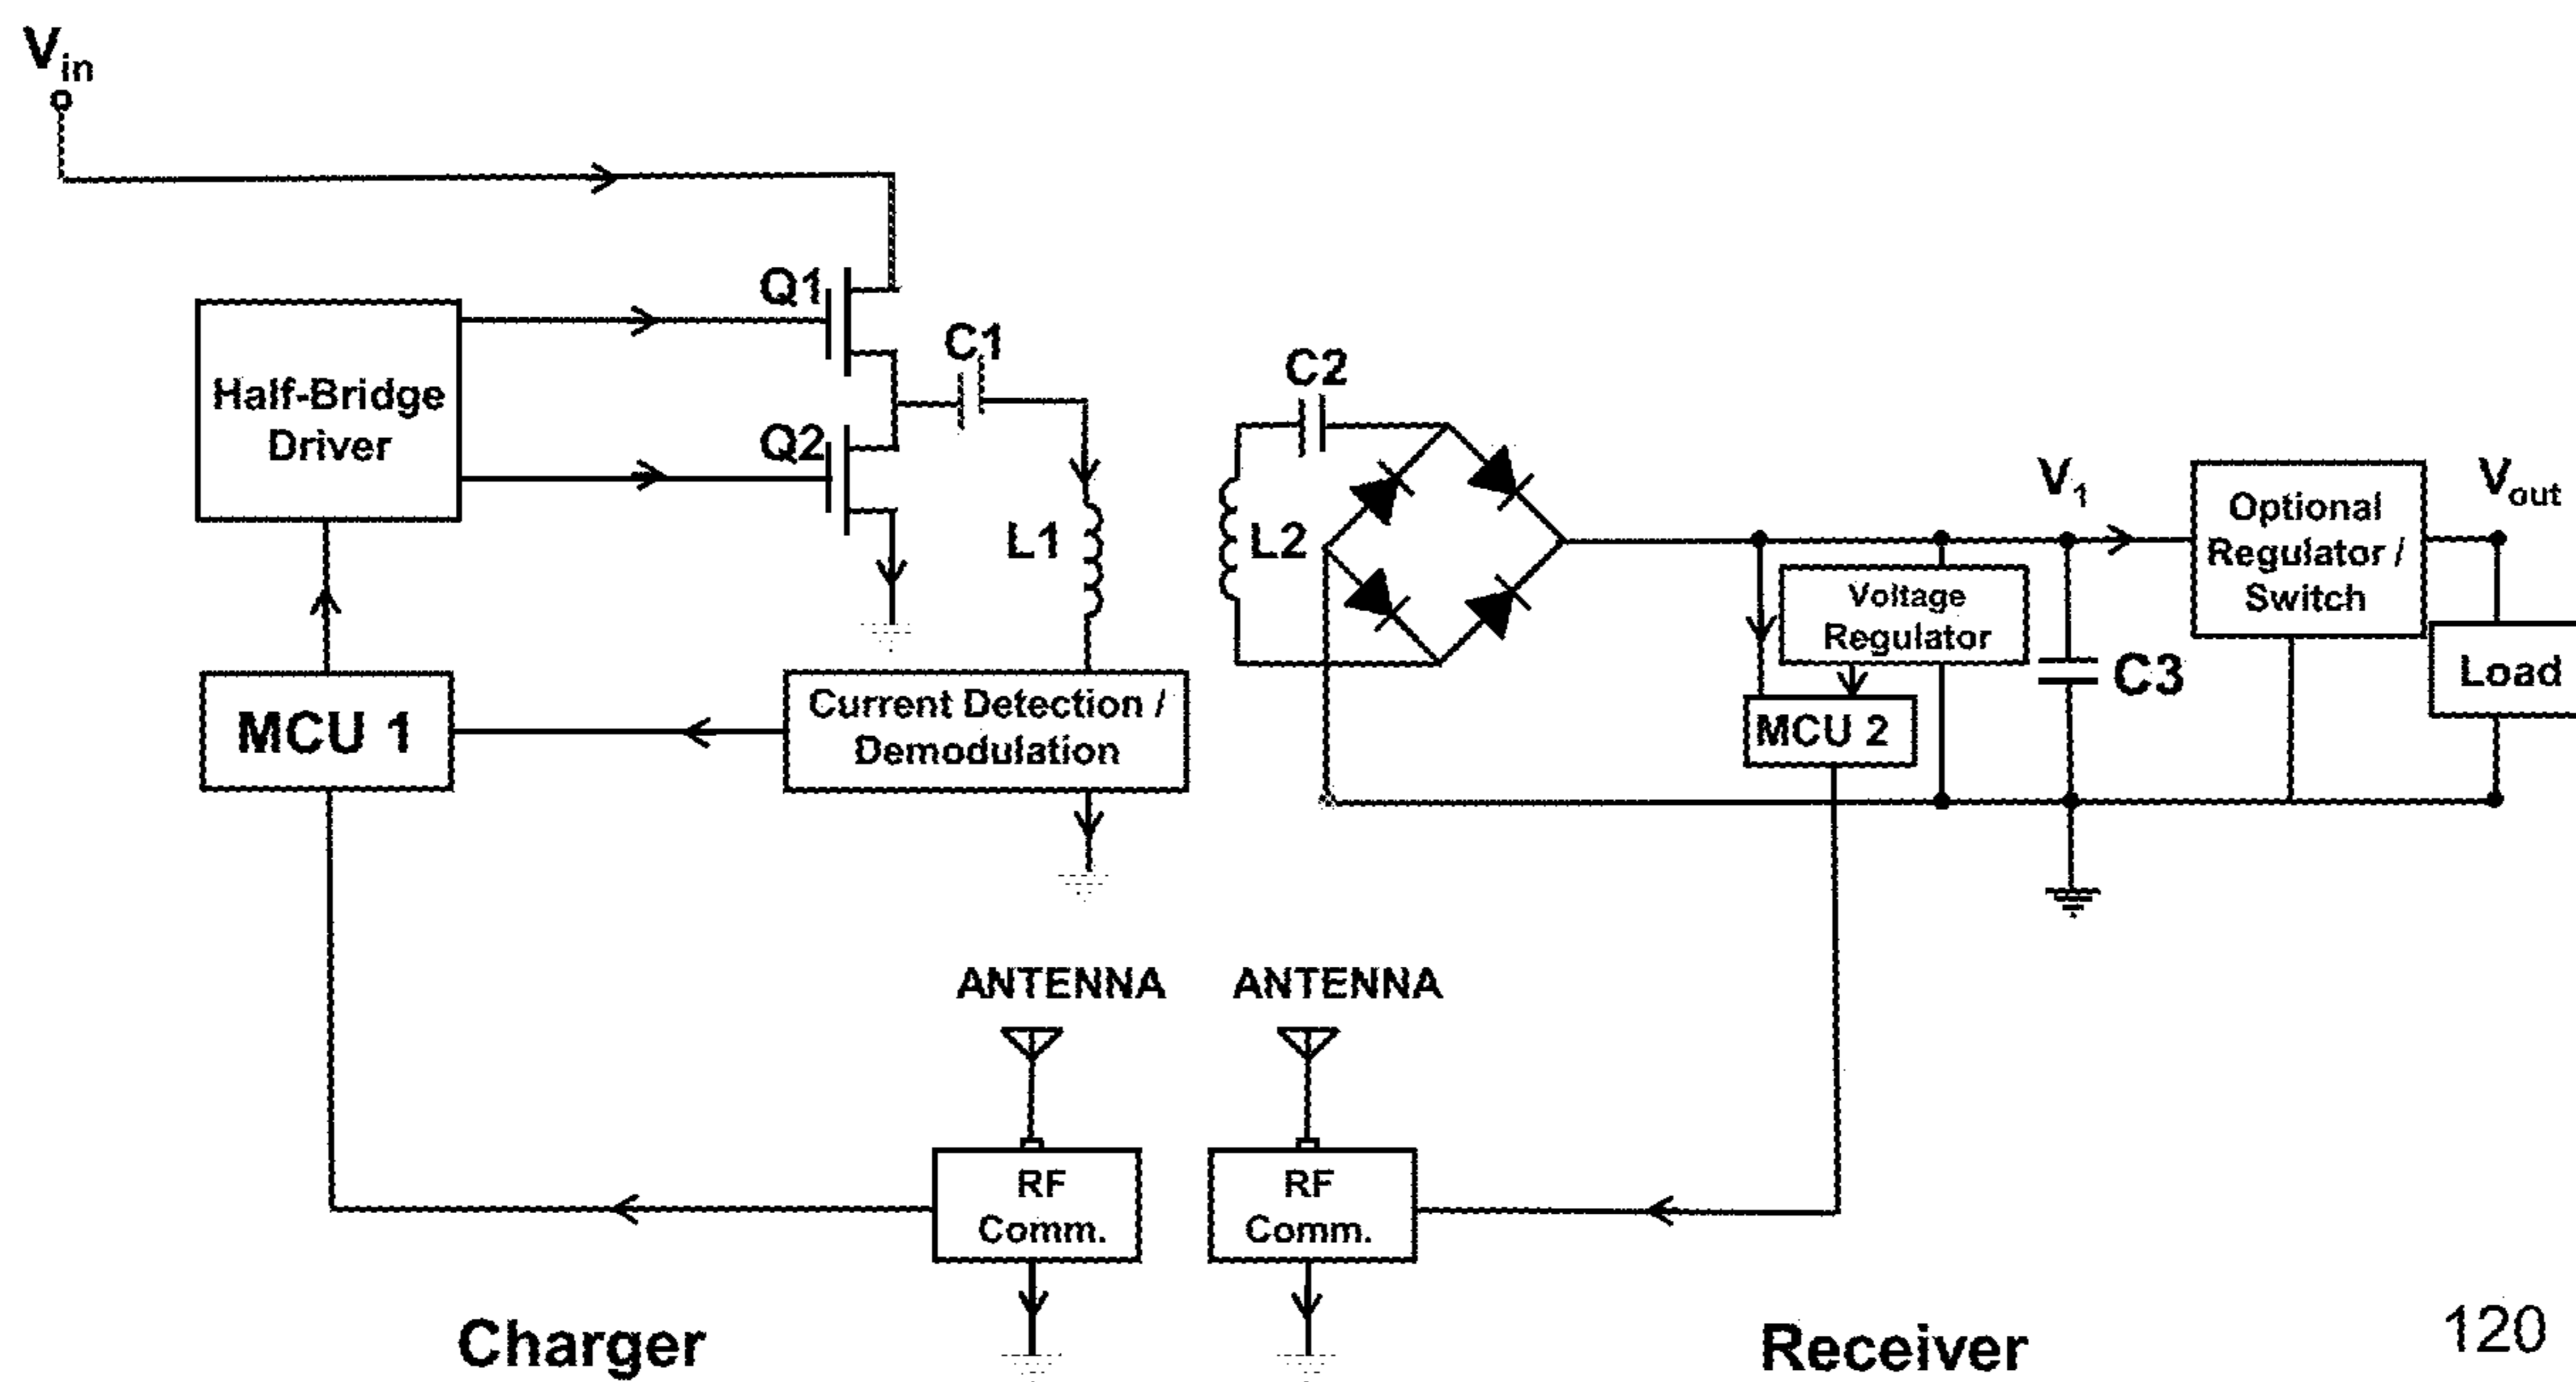 Vin
Q1
C1
Half-Bridge
Driver
Q2
L1
MCU 1
Current Detection /
Demodulation
C2
L2
V1
Optional
Regulator /
Switch
Vout
Voltage
Regulator
MCU 2
C3
Load
ANTENNA
ANTENNA
RF
Comm.
RF
Comm.
Charger
Receiver
120